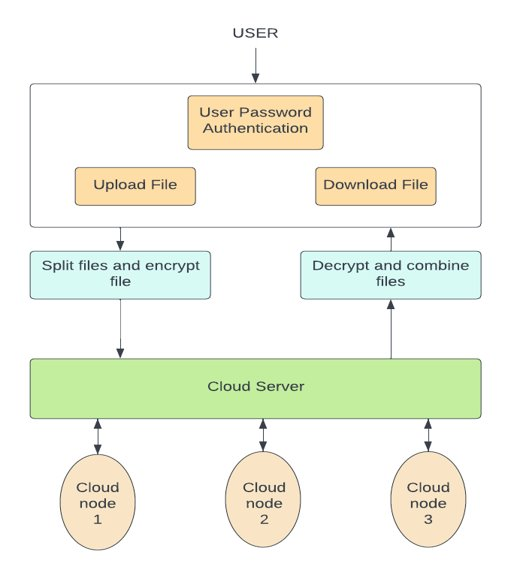 USER
User Password
Authentication
Upload File
Download File
Split files and encrypt
file
Decrypt and combine
files
Cloud Server
Cloud
node
1
Cloud
node
2
Cloud
node
3